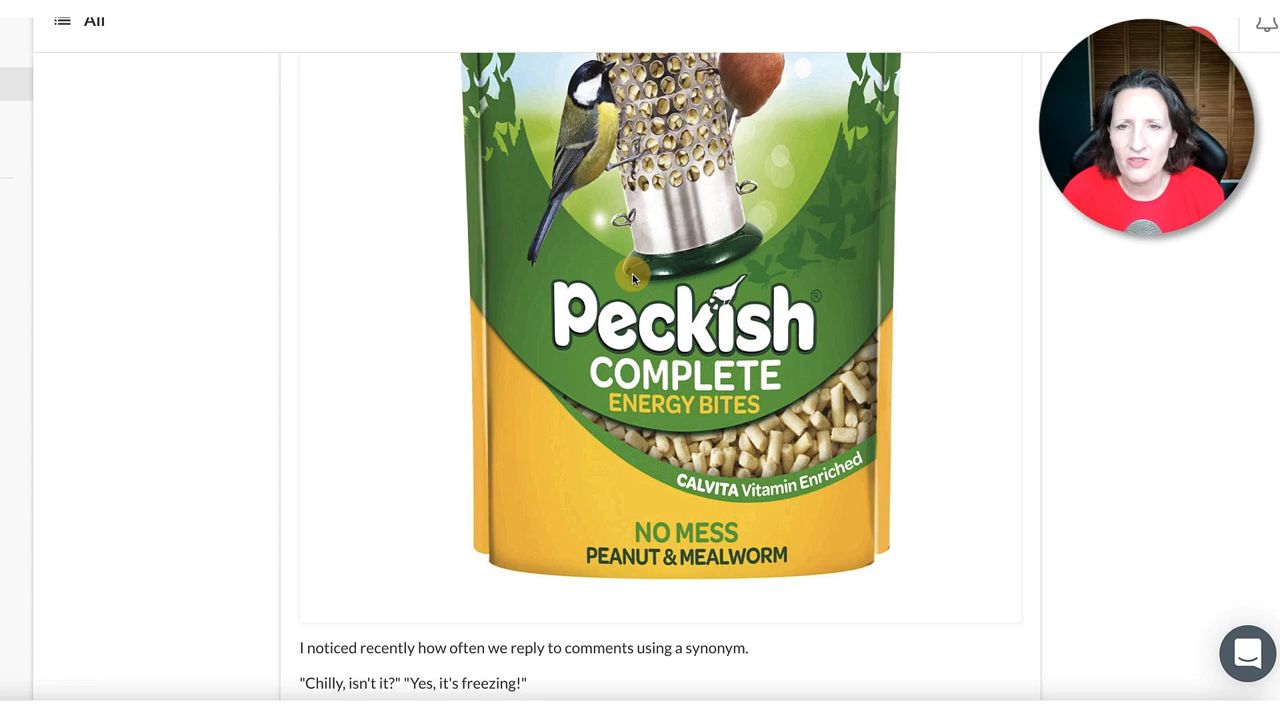 All
Peckish®
COMPLETE
ENERGY BITES
CALVITA Vitamin Enriched
NO MESS
PEANUT & MEALWORM
I noticed recently how often we reply to comments using a synonym.
"Chilly, isn't it?" "Yes, it's freezing!"